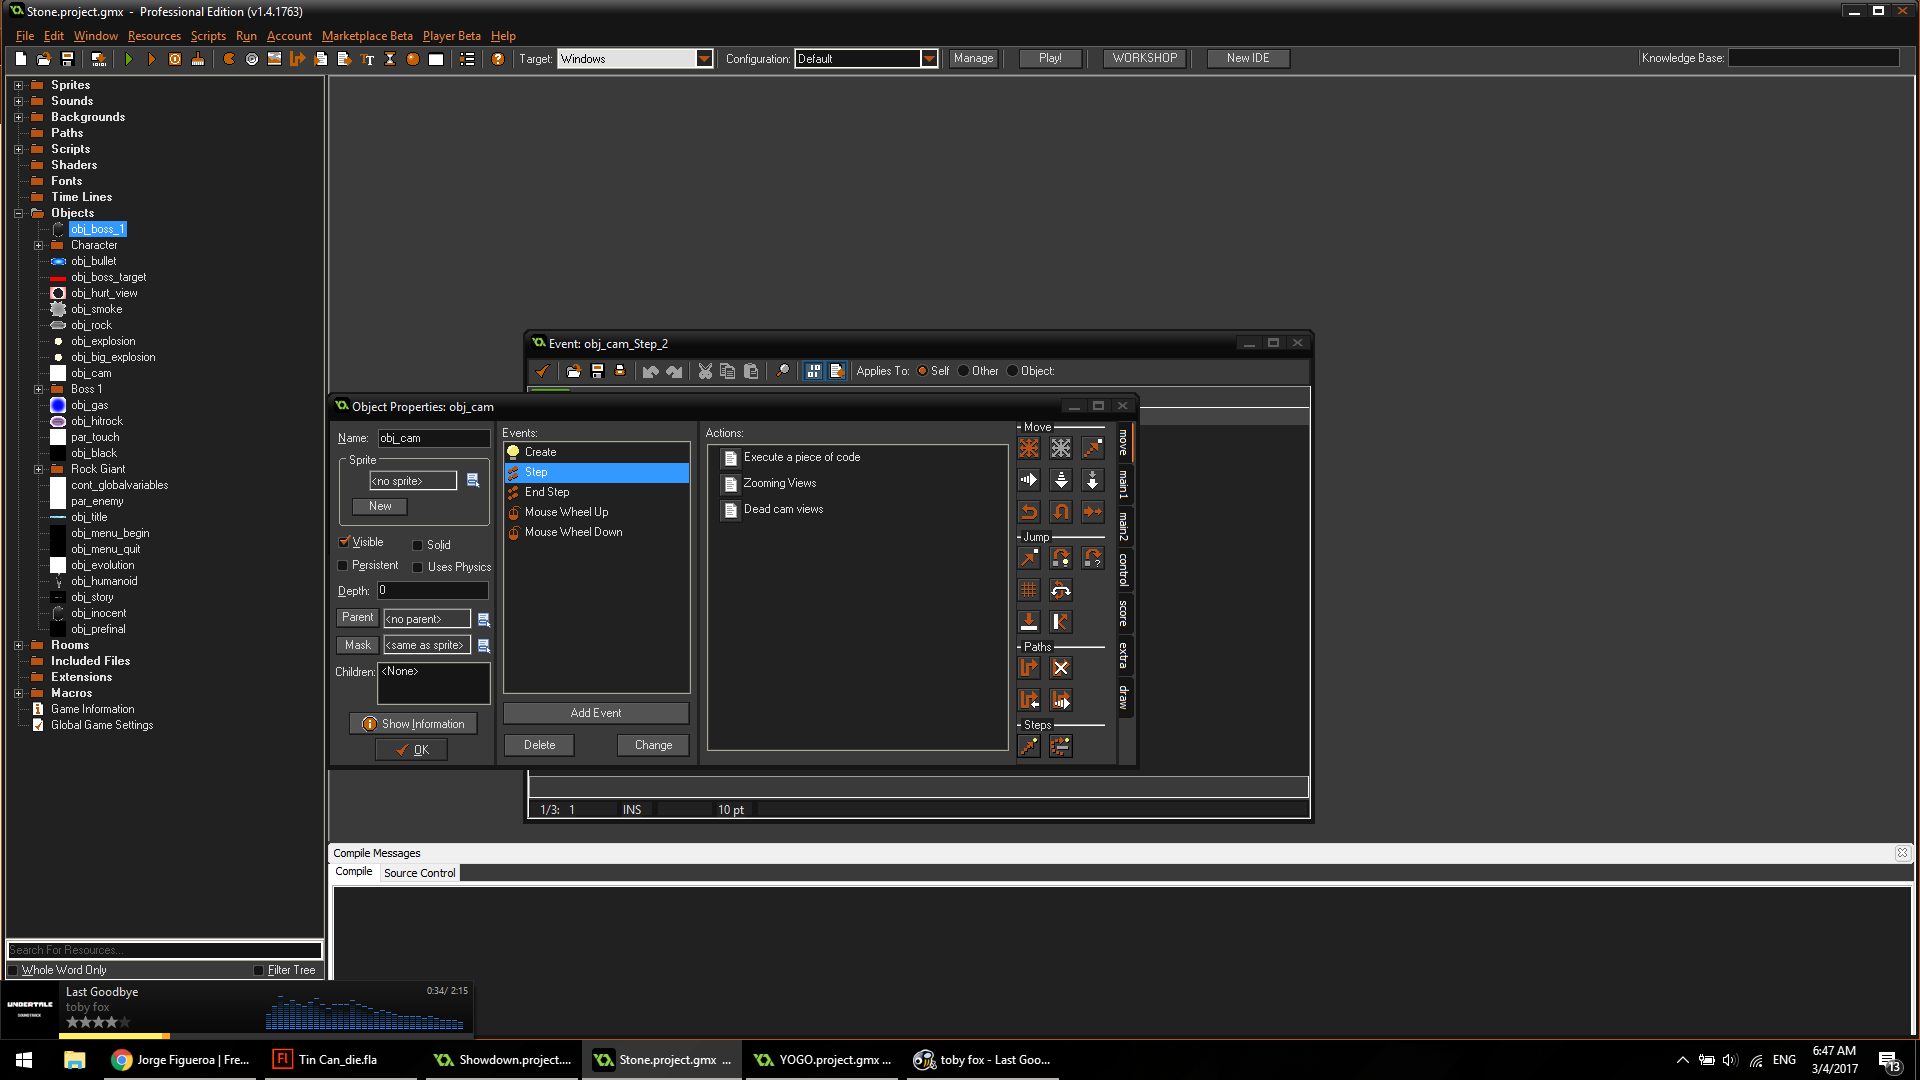 Stone.project.gmx - Professional Edition (v1.4.1763)
File Edit Window Resources Scripts Run Account Marketplace Beta Player Beta Help
Target: Windows Configuration: Default Manage Play! WORKSHOP New IDE Knowledge Base:
Sprites
Sounds
Backgrounds
Paths
Scripts
Shaders
Fonts
Time Lines
Objects
obj_boss_1
Character
obj_bullet
obj_boss_target
obj_hurt_view
obj_smoke
obj_rock
obj_explosion
obj_big_explosion
obj_cam
Boss 1
obj_gas
obj_hitrock
par_touch
obj_black
Rock Giant
cont_globalvariables
par_enemy
obj_title
obj_menu_begin
obj_menu_quit
obj_evolution
obj_humanoid
obj_story
obj_inocent
obj_prefinal
Rooms
Included Files
Extensions
Macros
Game Information
Global Game Settings
Search For Resources...
Whole Word Only Filter Tree
Event: obj_cam_Step_2
Applies To: Self Other Object:
1/3: 1 INS 10 pt
Object Properties: obj_cam
Name: obj_cam
Sprite
<no sprite>
New
Visible Solid
Persistent Uses Physics
Depth: 0
Parent <no parent>
Mask <same as sprite>
Children: <None>
Show Information
OK
Events:
Create
Step
End Step
Mouse Wheel Up
Mouse Wheel Down
Add Event
Delete Change
Actions:
Execute a piece of code
Zooming Views
Dead cam views
Move
Jump
Paths
Steps
move
main1
main2
control
score
extra
draw
Compile Messages
Compile Source Control
UNDERTALE
SOUNDTRACK
Last Goodbye 0:34/ 2:15
toby fox
Jorge Figueroa | Fre... Tin Can_die.fla Showdown.project.... Stone.project.gmx ... YOGO.project.gmx ... toby fox - Last Goo...
ENG
6:47 AM
3/4/2017
13